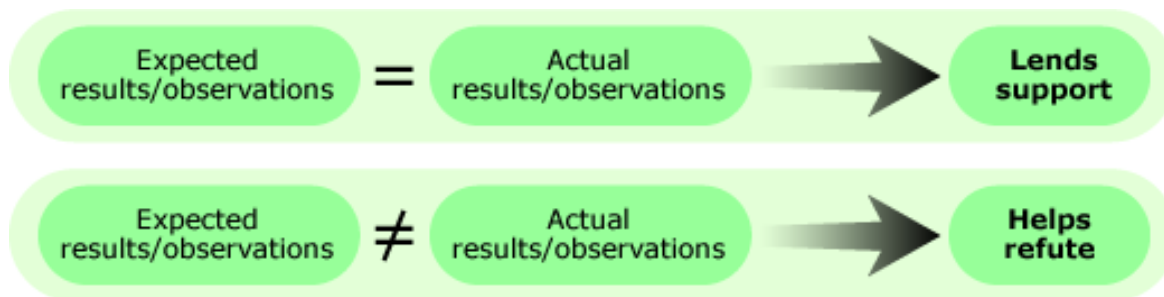 Expected
results/observations
=
Actual
results/observations
Lends
support
Expected
results/observations
≠
Actual
results/observations
Helps
refute